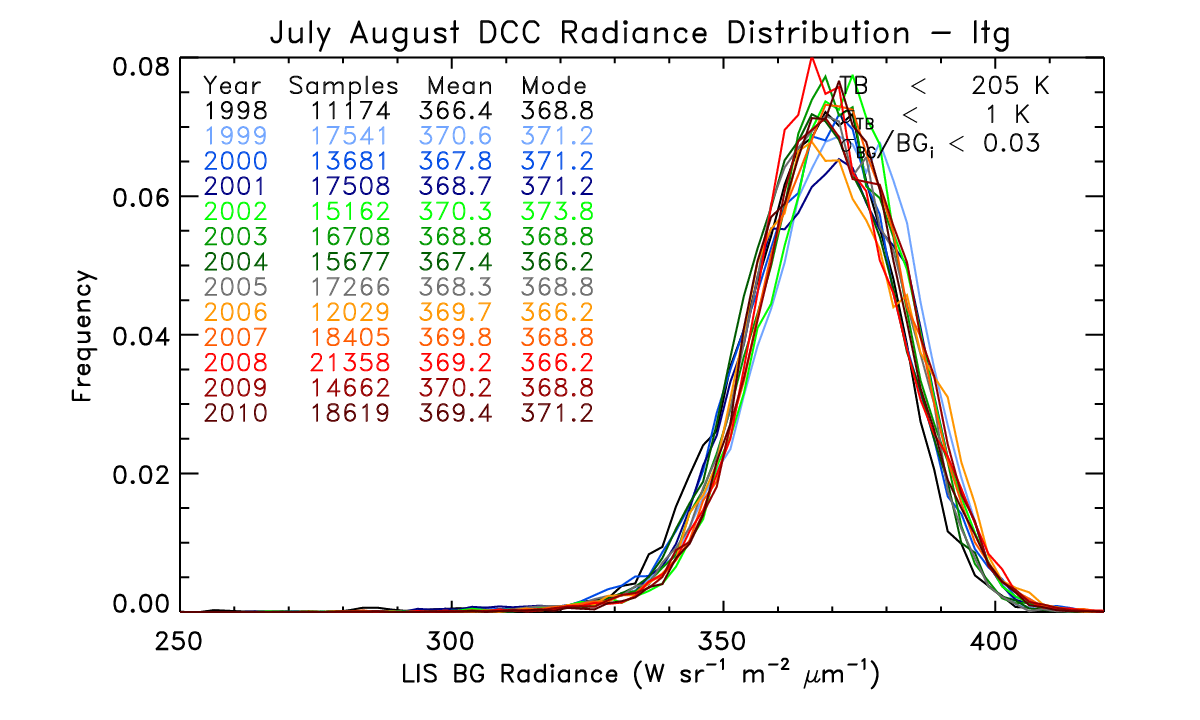 July August DCC Radiance Distribution – ltg
Year Samples Mean Mode
1998 11174 366.4 368.8
1999 17541 370.6 371.2
2000 13681 367.8 371.2
2001 17508 368.7 371.2
2002 15162 370.3 373.8
2003 16708 368.8 368.8
2004 15677 367.4 366.2
2005 17266 368.3 368.8
2006 12029 369.7 366.2
2007 18405 369.8 368.8
2008 21358 369.2 366.2
2009 14662 370.2 368.8
2010 18619 369.4 371.2
TB < 205 K
σTB < 1 K
σBG/BGi < 0.03
Frequency
0.08
0.06
0.04
0.02
0.00
250 300 350 400
LIS BG Radiance (W sr⁻¹ m⁻² μm⁻¹)